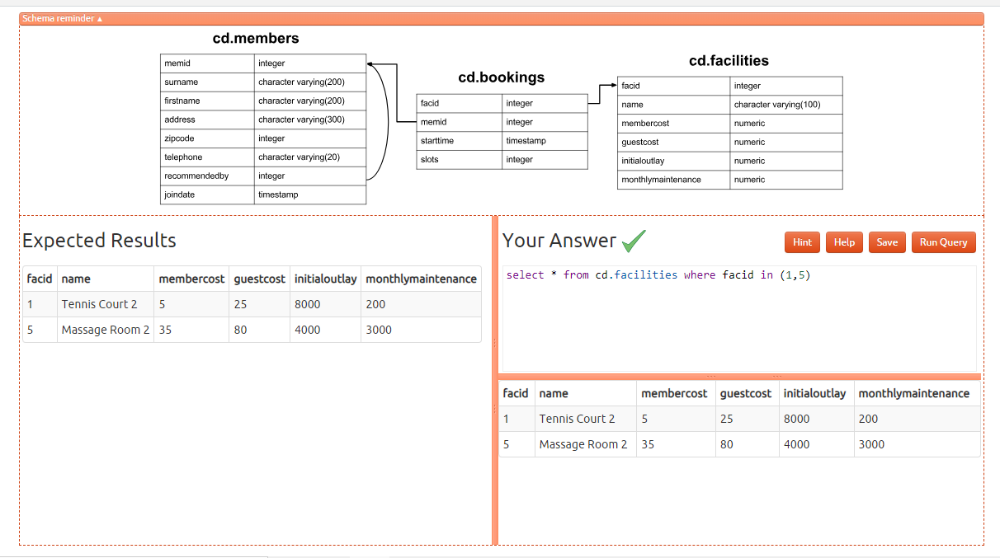 Schema reminder ▲
cd.members
memid integer
surname character varying(200)
firstname character varying(200)
address character varying(300)
zipcode integer
telephone character varying(20)
recommendedby integer
joindate timestamp
cd.bookings
facid integer
memid integer
starttime timestamp
slots integer
cd.facilities
facid integer
name character varying(100)
membercost numeric
guestcost numeric
initialoutlay numeric
monthlymaintenance numeric
Expected Results
facid name membercost guestcost initialoutlay monthlymaintenance
1 Tennis Court 2 5 25 8000 200
5 Massage Room 2 35 80 4000 3000
Your Answer
Hint Help Save Run Query
select * from cd.facilities where facid in (1,5)
facid name membercost guestcost initialoutlay monthlymaintenance
1 Tennis Court 2 5 25 8000 200
5 Massage Room 2 35 80 4000 3000